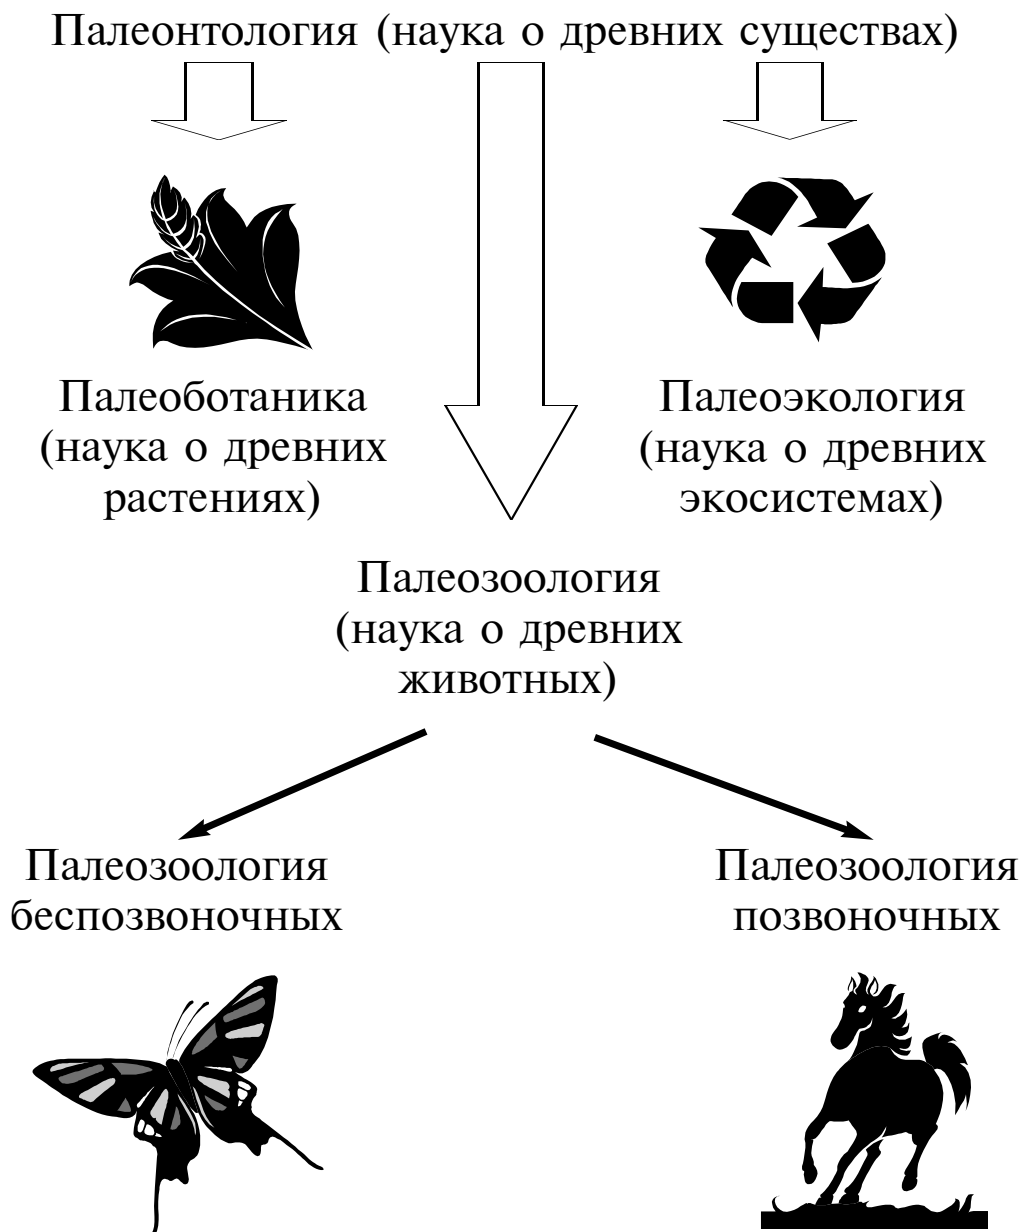 Палеонтология (наука о древних существах)
Палеоботаника
(наука о древних
растениях)
Палеоэкология
(наука о древних
экосистемах)
Палеозоология
(наука о древних
животных)
Палеозоология
беспозвоночных
Палеозоология
позвоночных